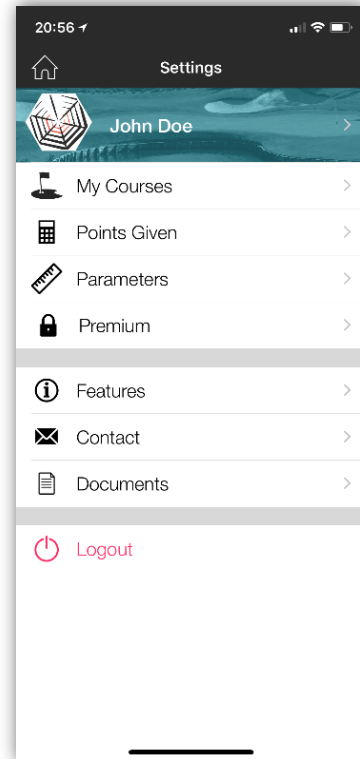 20:56
Settings
John Doe
My Courses
Points Given
Parameters
Premium
Features
Contact
Documents
Logout